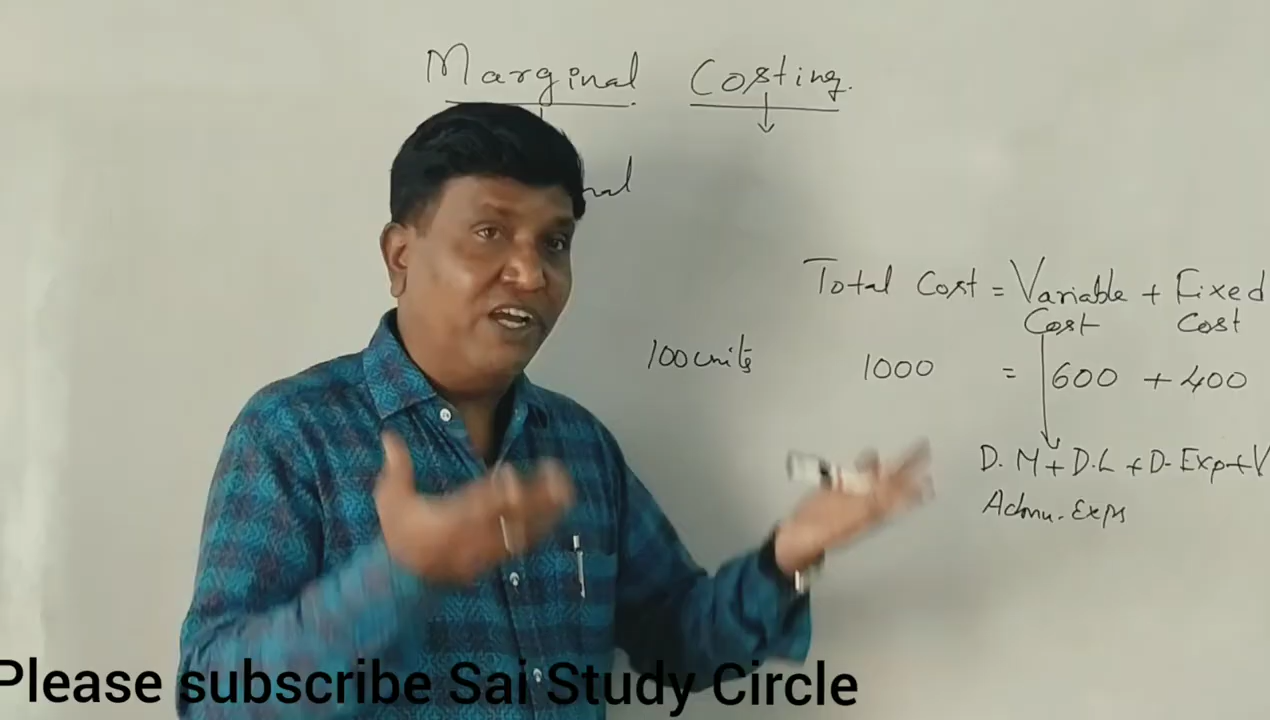 Marginal Costing.
Total Cost = Variable + Fixed
Cost Cost
100 units 1000 = 600 + 400
D. M + D. L + D. Exp + V
Admn. Exps
Please subscribe Sai Study Circle